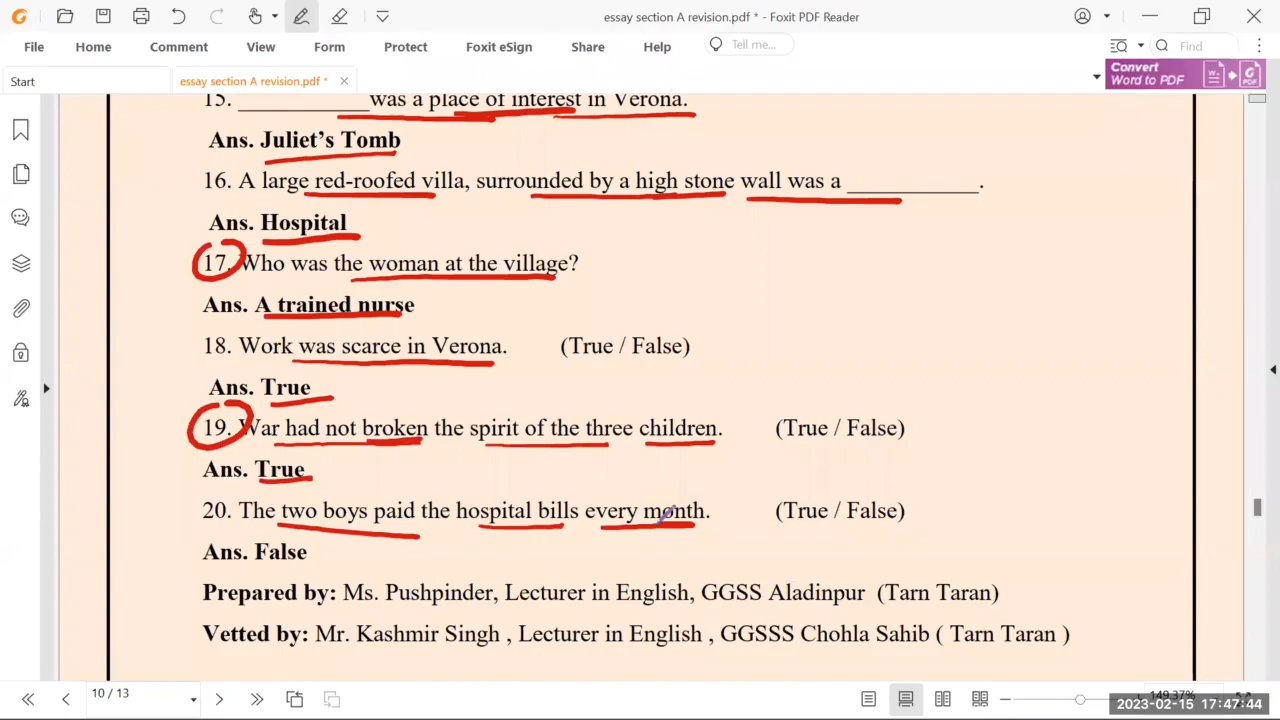 essay section A revision.pdf * - Foxit PDF Reader
File Home Comment View Form Protect Foxit eSign Share Help Tell me... Find
Start essay section A revision.pdf *
Convert
Word to PDF
15. ___________was a place of interest in Verona.
Ans. Juliet's Tomb
16. A large red-roofed villa, surrounded by a high stone wall was a ___________.
Ans. Hospital
17. Who was the woman at the village?
Ans. A trained nurse
18. Work was scarce in Verona. (True / False)
Ans. True
19. War had not broken the spirit of the three children. (True / False)
Ans. True
20. The two boys paid the hospital bills every month. (True / False)
Ans. False
Prepared by: Ms. Pushpinder, Lecturer in English, GGSS Aladinpur (Tarn Taran)
Vetted by: Mr. Kashmir Singh , Lecturer in English , GGSSS Chohla Sahib ( Tarn Taran )
10 / 13 149.37%
2023-02-15 17:47:44